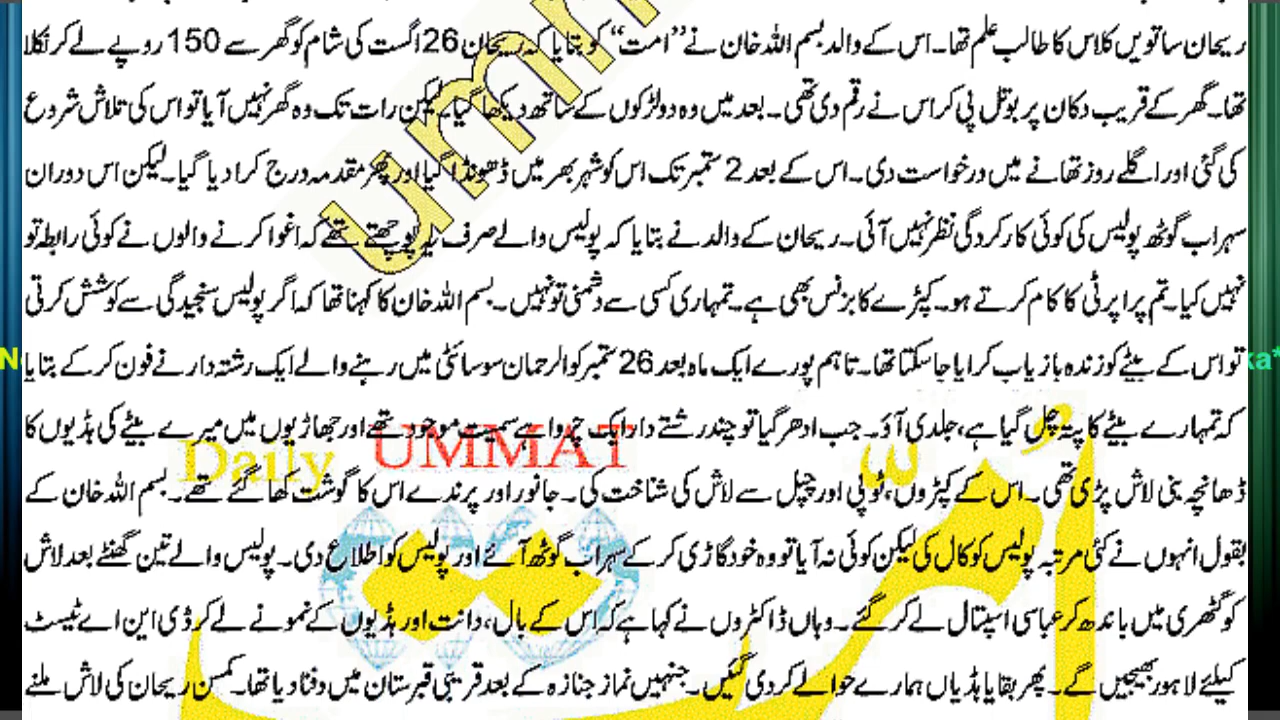 ریحان ساتویں کلاس کا طالب علم تھا۔ اس کے والد بسم اللہ خان نے ”امت“ کو بتایا کہ ریحان 26 اگست کی شام کو گھر سے 150 روپے لے کر نکلا
تھا۔ گھر کے قریب دکان پر بوتل پی کر اس نے رقم دی تھی۔ بعد میں وہ دو لڑکوں کے ساتھ دیکھا گیا۔ لیکن رات تک وہ گھر نہیں آیا تو اس کی تلاش شروع
کی گئی اور اگلے روز تھانے میں درخواست دی۔ اس کے بعد 2 ستمبر تک اس کو شہر بھر میں ڈھونڈا گیا اور پھر مقدمہ درج کرا دیا گیا۔ لیکن اس دوران
سہراب گوٹھ پولیس کی کوئی کارکردگی نظر نہیں آئی۔ ریحان کے والد نے بتایا کہ پولیس والے صرف یہ پوچھتے تھے کہ اغوا کرنے والوں نے کوئی رابطہ تو
نہیں کیا۔ تم پراپرٹی کا کام کرتے ہو۔ کپڑے کا بزنس بھی ہے۔ تمہاری کسی سے دشمنی تو نہیں۔ بسم اللہ خان کا کہنا تھا کہ اگر پولیس سنجیدگی سے کوشش کرتی
تو اس کے بیٹے کو زندہ بازیاب کرایا جاسکتا تھا۔ تاہم پورے ایک ماہ بعد 26 ستمبر کو الرحمان سوسائٹی میں رہنے والے ایک رشتہ دار نے فون کر کے بتایا
کہ تمہارے بیٹے کا پتہ چل گیا ہے، جلدی آؤ۔ جب ادھر گیا تو چند رشتے دار ایک چرواہے سمیت موجود تھے اور جھاڑیوں میں میرے بیٹے کی ہڈیوں کا
ڈھانچہ بنی لاش پڑی تھی۔ اس کے کپڑوں، ٹوپی اور چپل سے لاش کی شناخت کی۔ جانور اور پرندے اس کا گوشت کھا گئے تھے۔ بسم اللہ خان کے
بقول انہوں نے کئی مرتبہ پولیس کو کال کی لیکن کوئی نہ آیا تو وہ خود گاڑی کر کے سہراب گوٹھ آئے اور پولیس کو اطلاع دی۔ پولیس والے تین گھنٹے بعد لاش
کو گٹھری میں باندھ کر عباسی اسپتال لے کر گئے۔ وہاں ڈاکٹروں نے کہا ہے کہ اس کے بال، دانت اور ہڈیوں کے نمونے لے کر ڈی این اے ٹیسٹ
کیلئے لاہور بھیجیں گے۔ پھر بقایا ہڈیاں ہمارے حوالے کر دی گئیں۔ جنہیں نماز جنازہ کے بعد قریبی قبرستان میں دفنا دیا تھا۔ کمسن ریحان کی لاش ملنے
Daily UMMAT